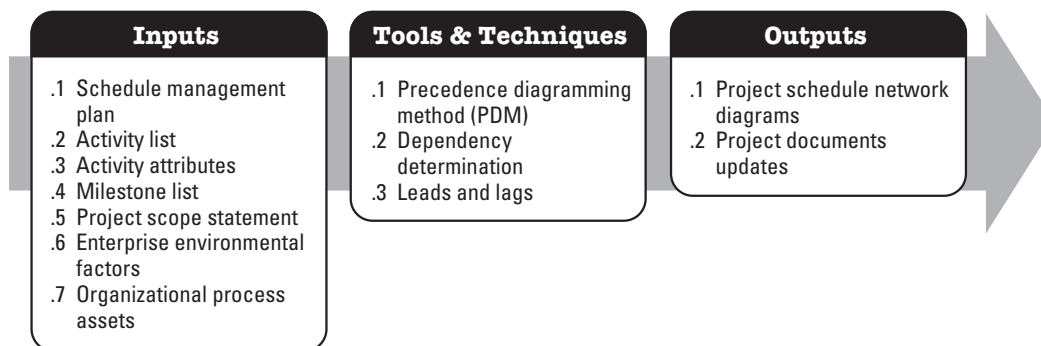 Inputs
.1 Schedule management
plan
.2 Activity list
.3 Activity attributes
.4 Milestone list
.5 Project scope statement
.6 Enterprise environmental
factors
.7 Organizational process
assets
Tools & Techniques
.1 Precedence diagramming
method (PDM)
.2 Dependency
determination
.3 Leads and lags
Outputs
.1 Project schedule network
diagrams
.2 Project documents
updates